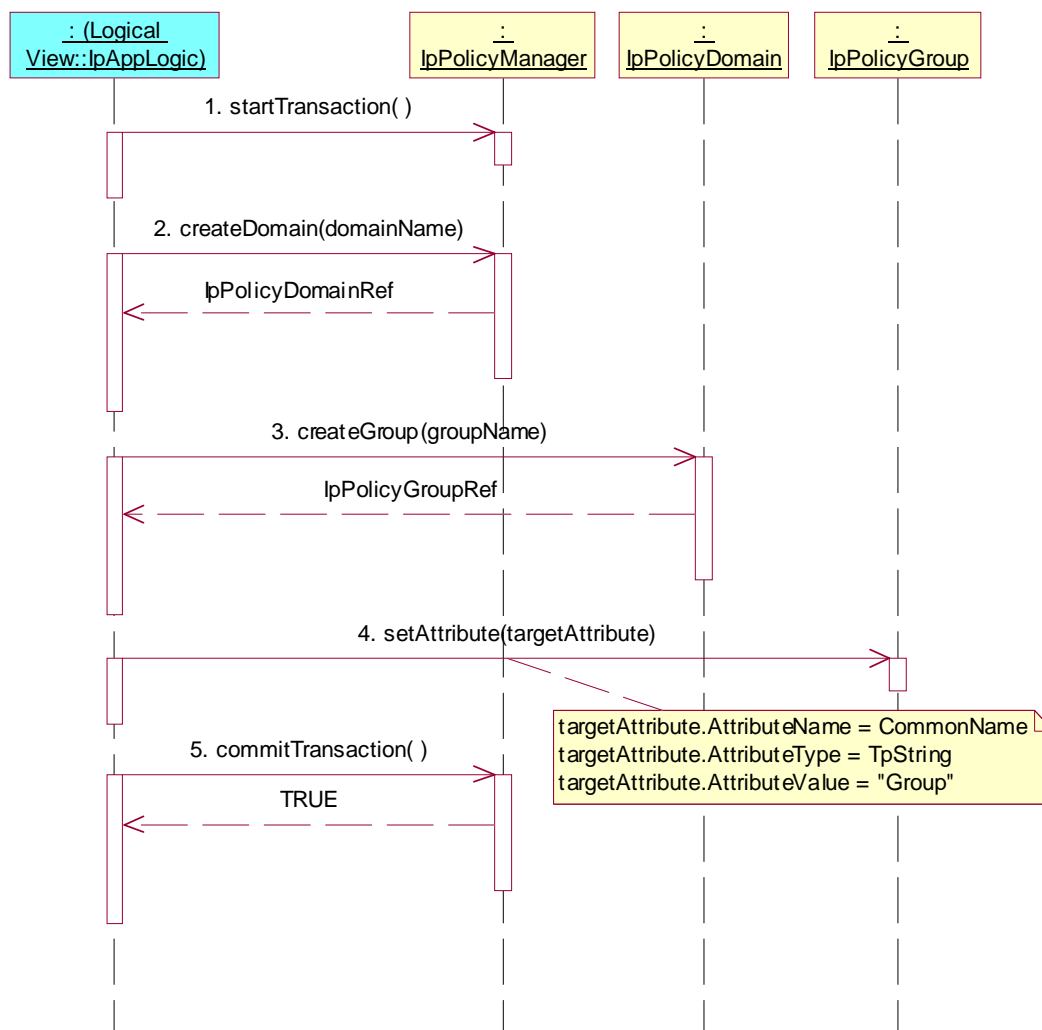 : (Logical
View::IpAppLogic)
:
IpPolicyManager
:
IpPolicyDomain
:
IpPolicyGroup
1. startTransaction( )
2. createDomain(domainName)
IpPolicyDomainRef
3. createGroup(groupName)
IpPolicyGroupRef
4. setAttribute(targetAttribute)
targetAttribute.AttributeName = CommonName
targetAttribute.AttributeType = TpString
targetAttribute.AttributeValue = "Group"
5. commitTransaction( )
TRUE